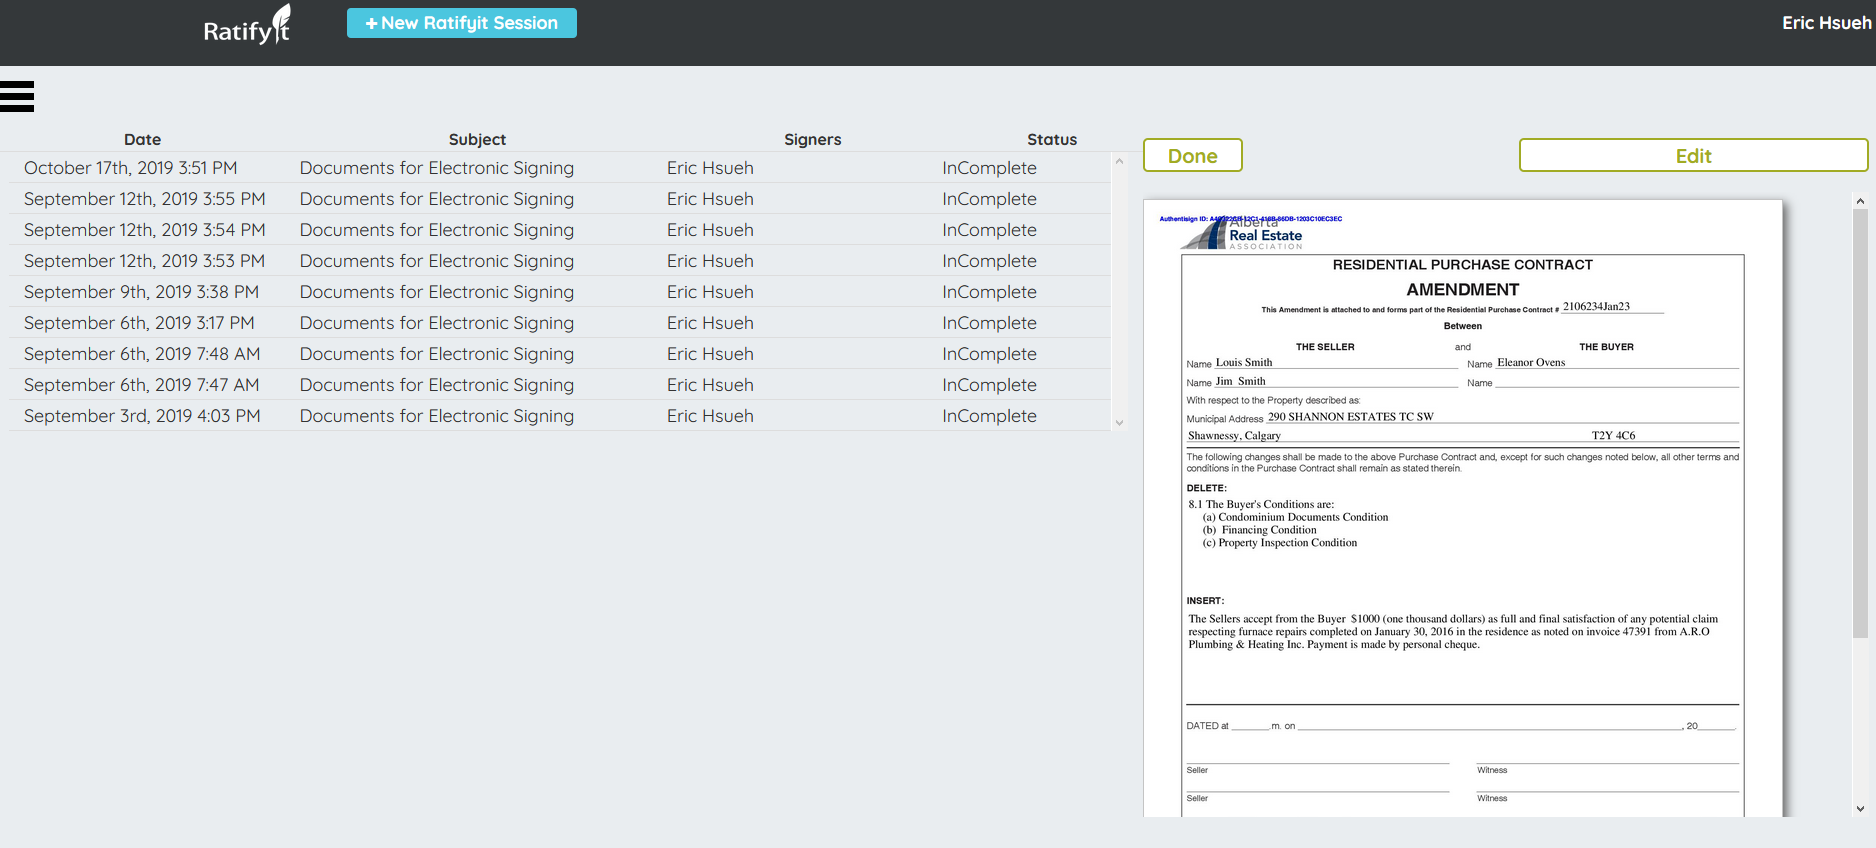 Ratifyit
+ New Ratifyit Session
Eric Hsueh
Date Subject Signers Status
October 17th, 2019 3:51 PM Documents for Electronic Signing Eric Hsueh InComplete
September 12th, 2019 3:55 PM Documents for Electronic Signing Eric Hsueh InComplete
September 12th, 2019 3:54 PM Documents for Electronic Signing Eric Hsueh InComplete
September 12th, 2019 3:53 PM Documents for Electronic Signing Eric Hsueh InComplete
September 9th, 2019 3:38 PM Documents for Electronic Signing Eric Hsueh InComplete
September 6th, 2019 3:17 PM Documents for Electronic Signing Eric Hsueh InComplete
September 6th, 2019 7:48 AM Documents for Electronic Signing Eric Hsueh InComplete
September 6th, 2019 7:47 AM Documents for Electronic Signing Eric Hsueh InComplete
September 3rd, 2019 4:03 PM Documents for Electronic Signing Eric Hsueh InComplete
Done Edit
Authentisign ID:
Alberta
Real Estate
ASSOCIATION
RESIDENTIAL PURCHASE CONTRACT
AMENDMENT
This Amendment is attached to and forms part of the Residential Purchase Contract # 2106234Jan23
Between
THE SELLER and THE BUYER
Name Louis Smith Name Eleanor Ovens
Name Jim Smith Name
With respect to the Property described as:
Municipal Address 290 SHANNON ESTATES TC SW
Shawnessy, Calgary T2Y 4C6
The following changes shall be made to the above Purchase Contract and, except for such changes noted below, all other terms and
conditions in the Purchase Contract shall remain as stated therein.
DELETE:
8.1 The Buyer's Conditions are:
(a) Condominium Documents Condition
(b) Financing Condition
(c) Property Inspection Condition
INSERT:
The Sellers accept from the Buyer $1000 (one thousand dollars) as full and final satisfaction of any potential claim
respecting furnace repairs completed on January 30, 2016 in the residence as noted on invoice 47391 from A.R.O
Plumbing & Heating Inc. Payment is made by personal cheque.
DATED at _______.m. on _______, 20_______.
Seller Witness
Seller Witness